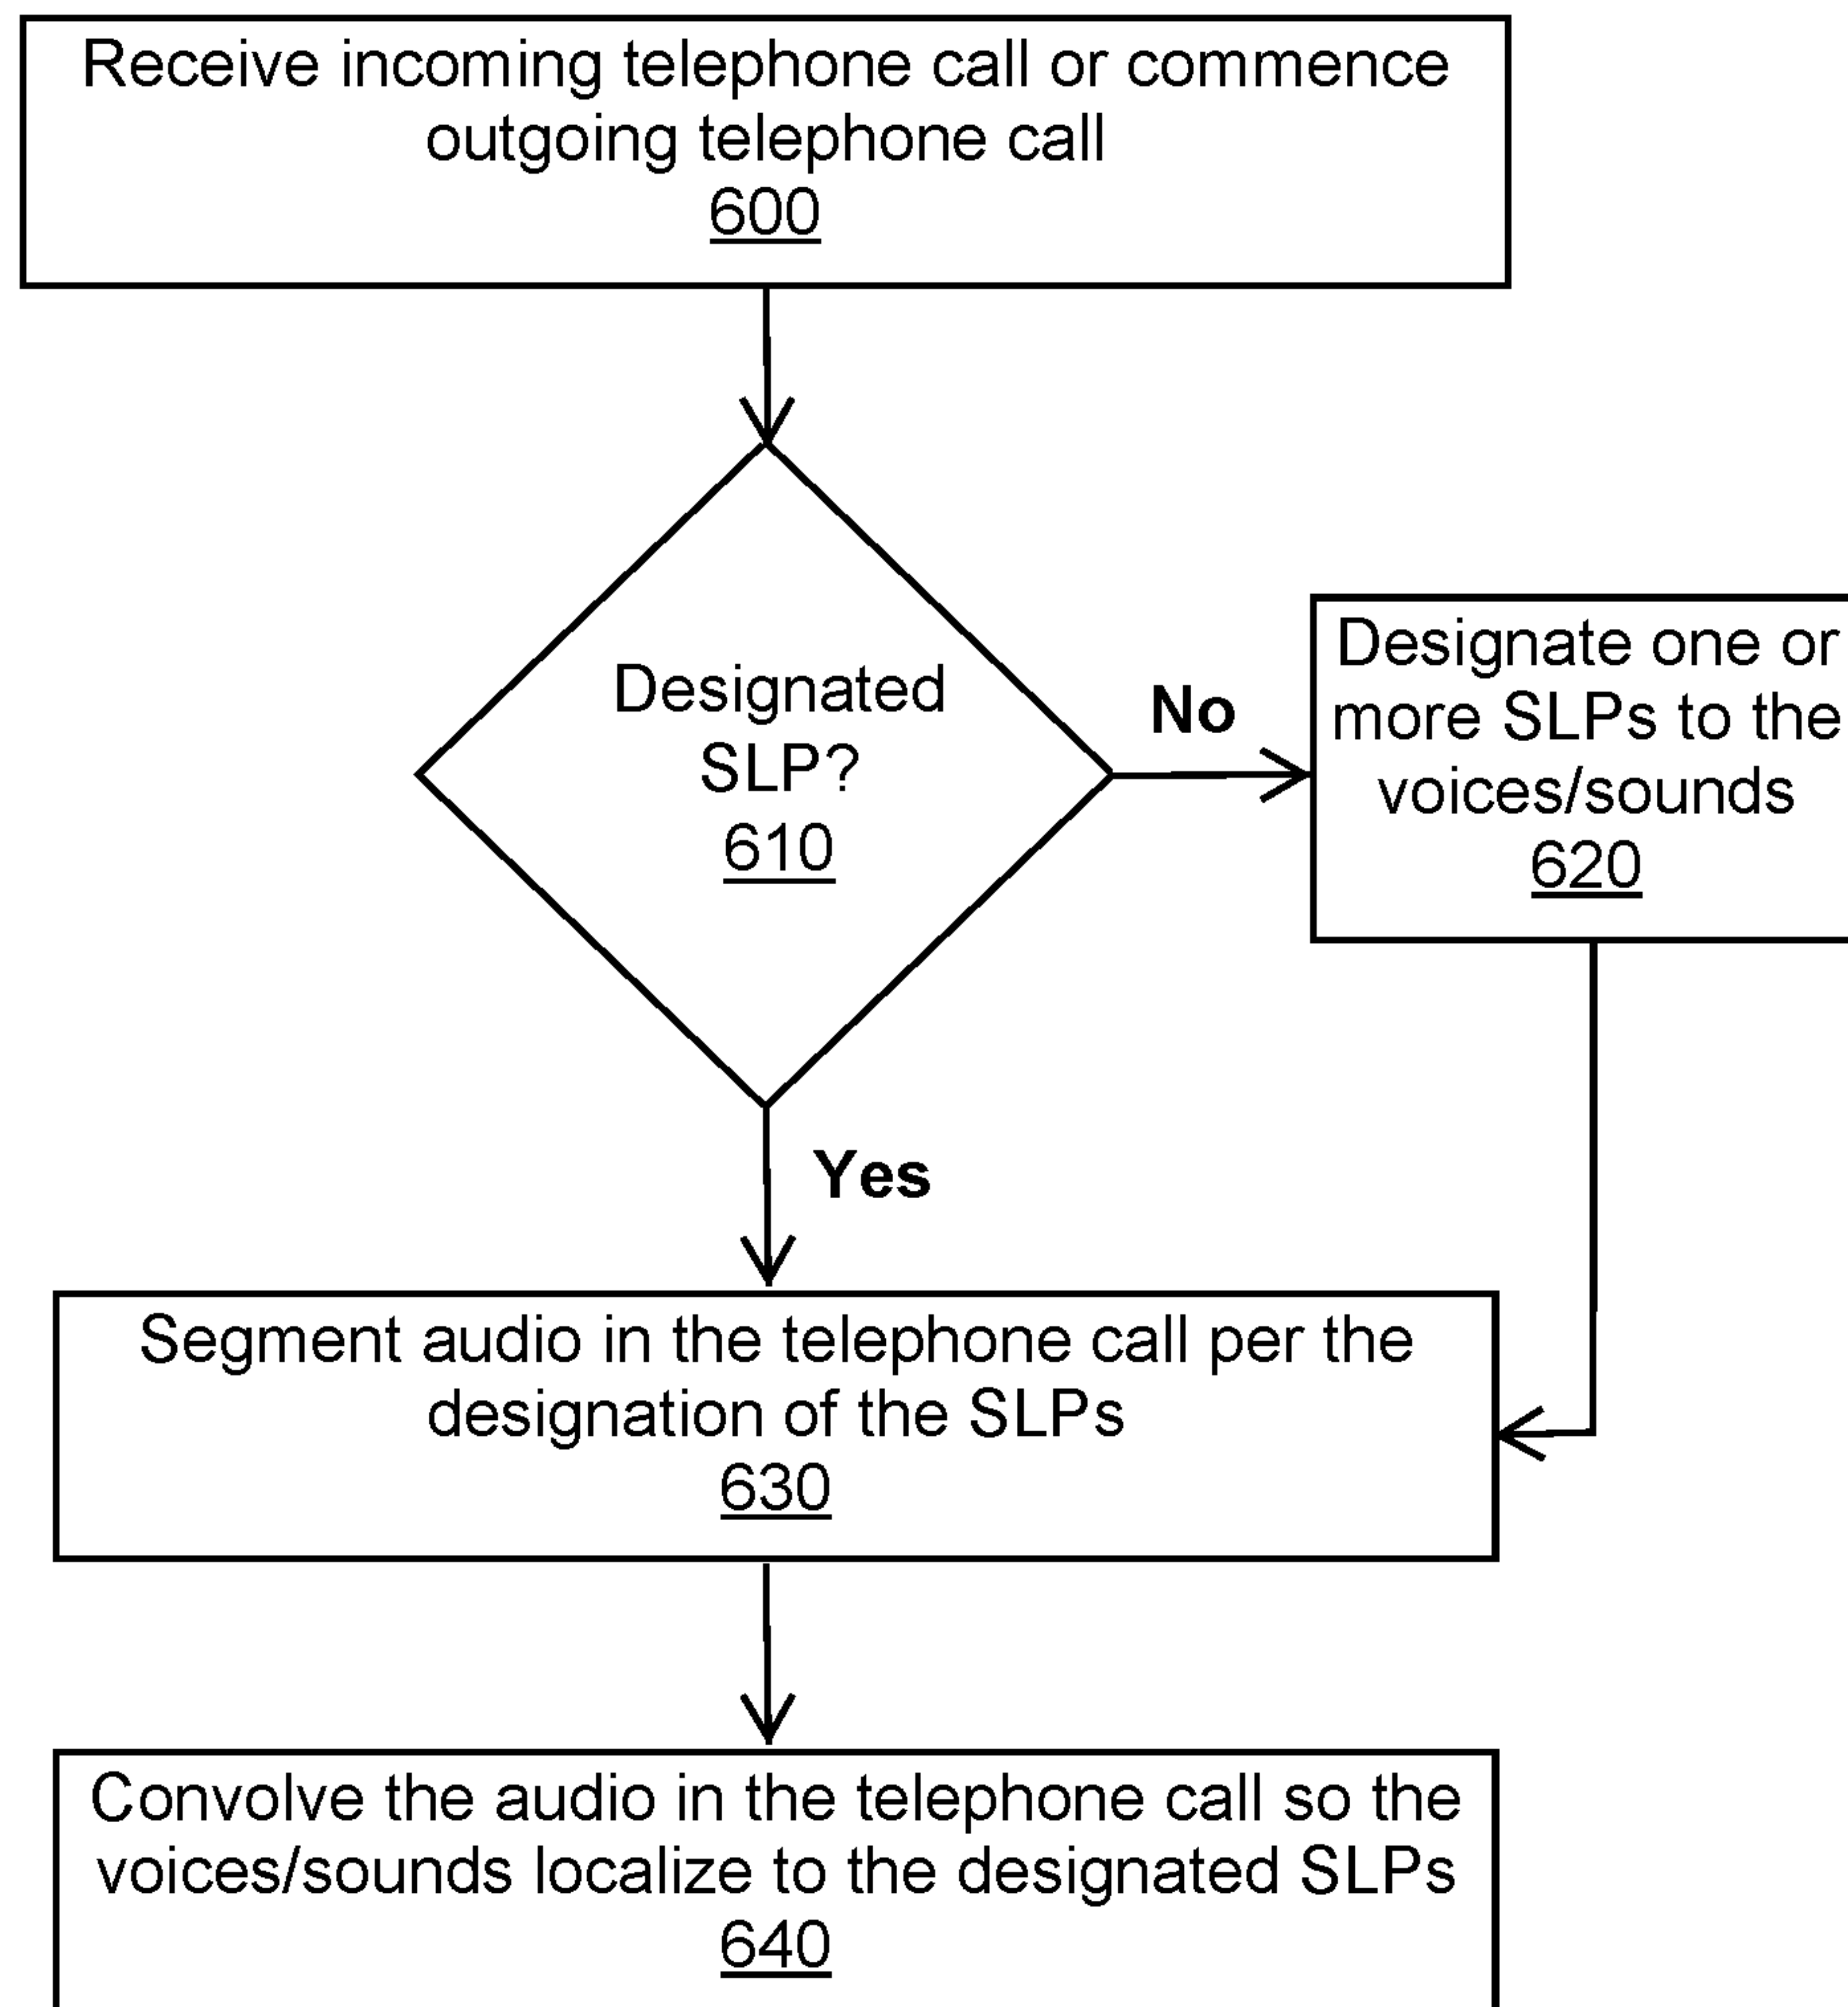 Receive incoming telephone call or commence
outgoing telephone call
600
Designated
SLP?
610
No
Designate one or
more SLPs to the
voices/sounds
620
Yes
Segment audio in the telephone call per the
designation of the SLPs
630
Convolve the audio in the telephone call so the
voices/sounds localize to the designated SLPs
640